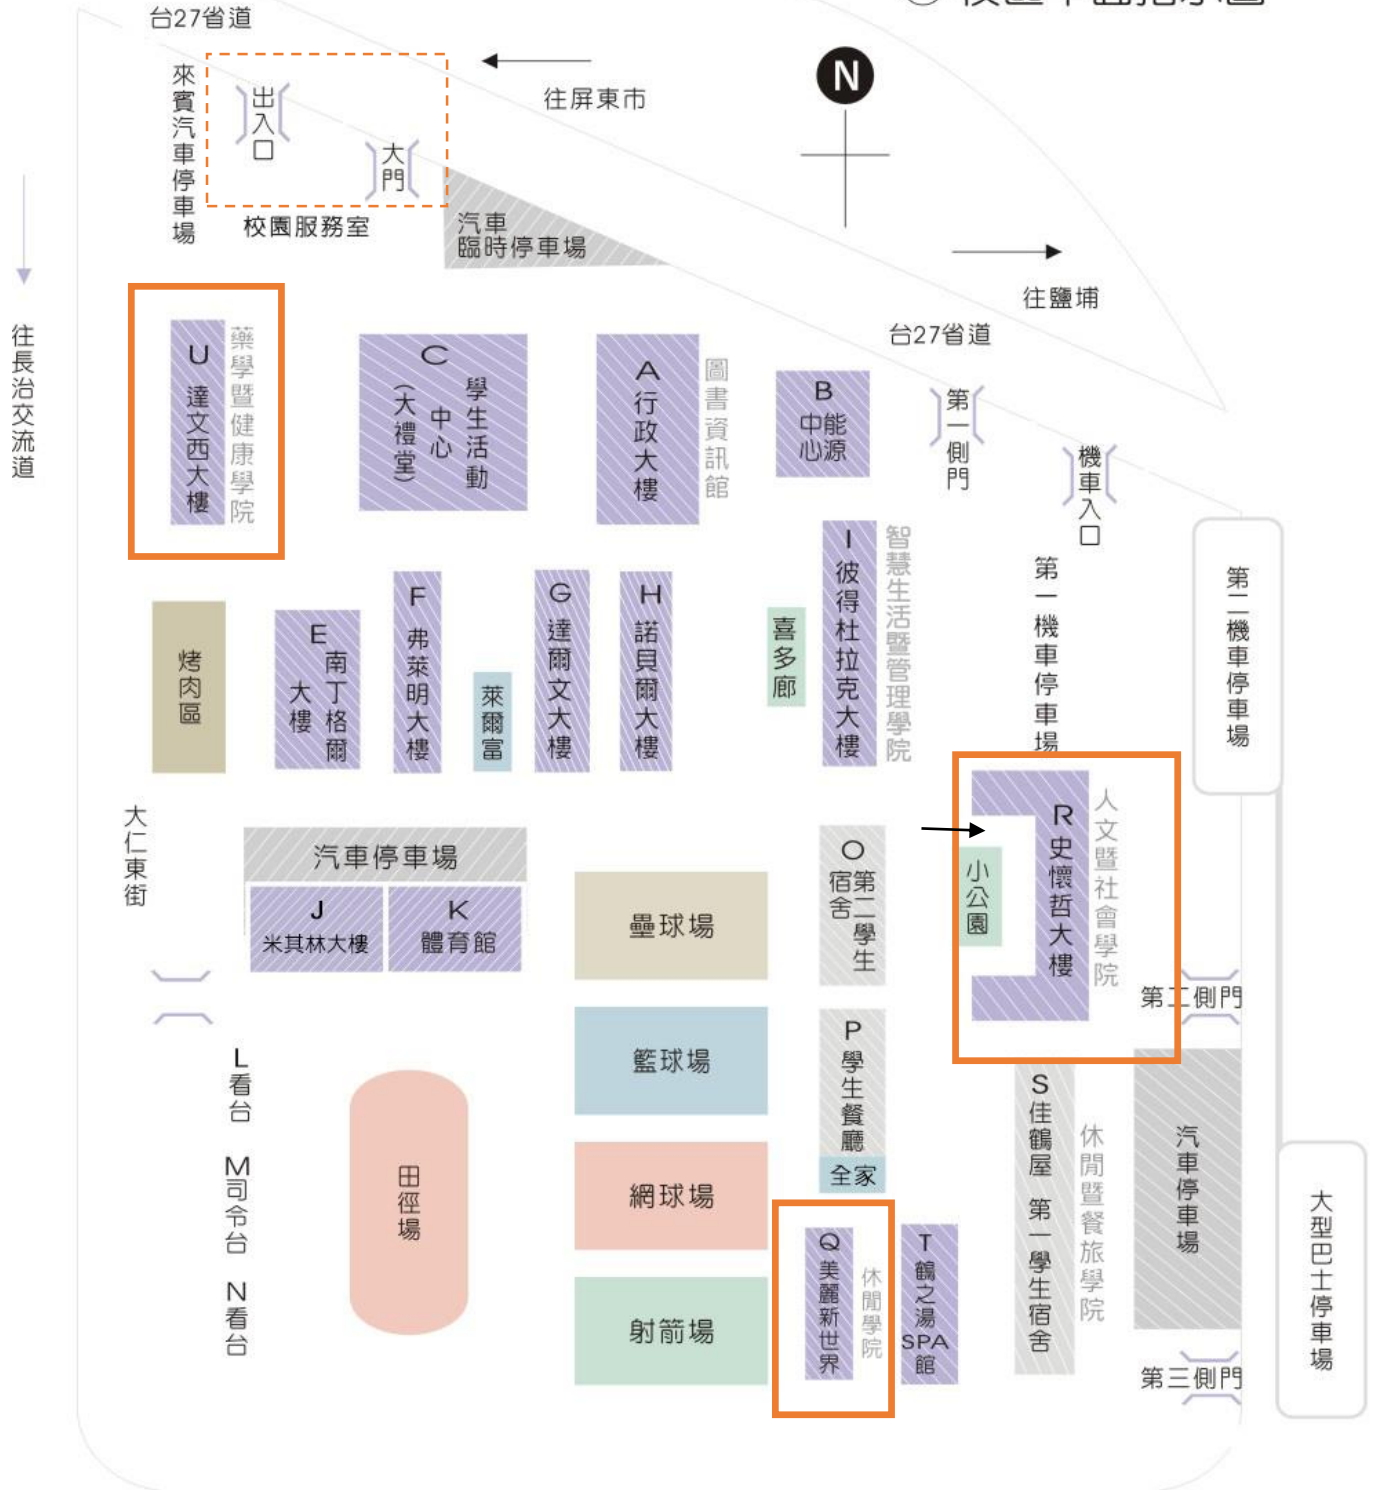 台27省道
往屏東市
N
來賓汽車停車場
出入口
大門
校園服務室
汽車
臨時停車場
往鹽埔
台27省道
往長治交流道
U 達文西大樓
藥學暨健康學院
C
學生活動
中心
(大禮堂)
A 行政大樓
圖書資訊館
B
能源
中心
第一側門
機車入口
I 彼得杜拉克大樓
智慧生活暨管理學院
喜多廊
第一機車停車場
第二機車停車場
烤肉區
E
南丁格爾
大樓
F 弗萊明大樓
萊爾富
G 達爾文大樓
H 諾貝爾大樓
大仁東街
汽車停車場
J
米其林大樓
K
體育館
壘球場
O
第二學生
宿舍
小公園
R 史懷哲大樓
人文暨社會學院
第二側門
籃球場
P 學生餐廳
全家
L看台
M司令台
N看台
田徑場
網球場
射箭場
Q 美麗新世界
休閒學院
T 鶴之湯
SPA
館
S 佳鶴屋 第一學生宿舍
休閒暨餐旅學院
汽車停車場
第三側門
大型巴士停車場